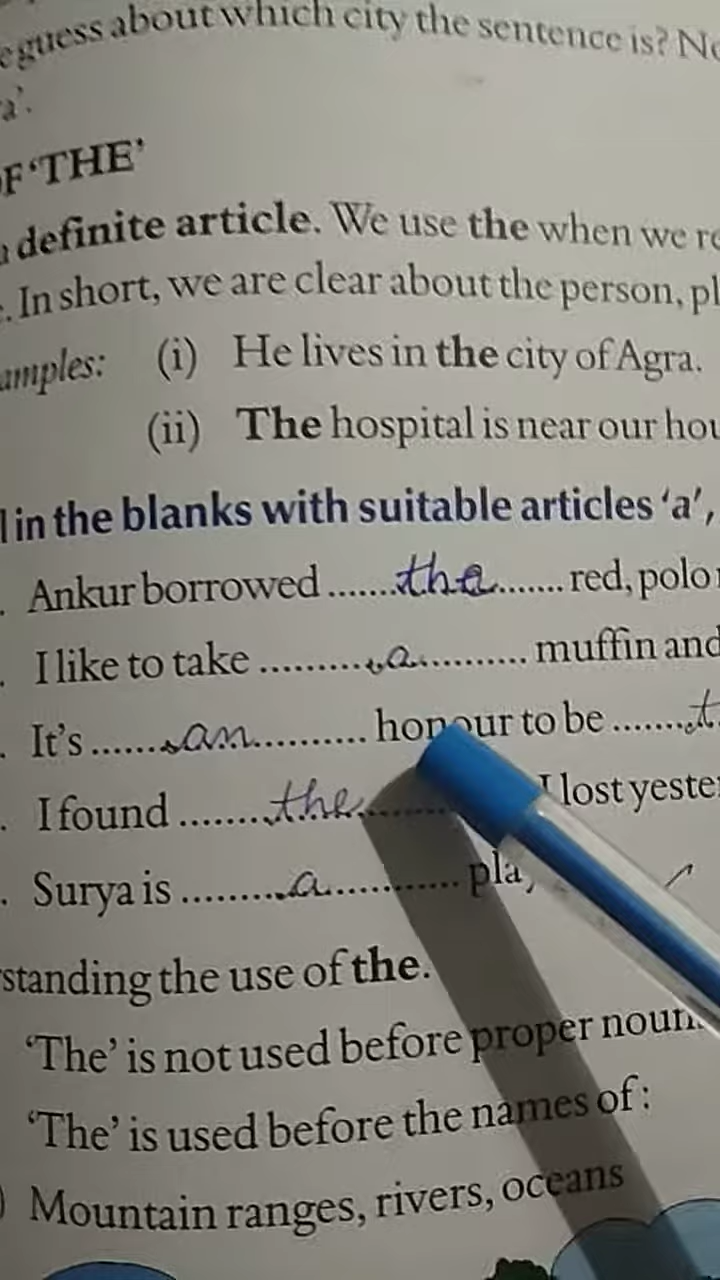 guess about which city the sentence is?
a'.
F 'THE'
definite article. We use the when we
. In short, we are clear about the person,
amples: (i) He lives in the city of Agra.
(ii) The hospital is near our
in the blanks with suitable articles 'a',
. Ankur borrowed .......the....... red, polo
. I like to take ..........a.......... muffin and
. It's .......an........... honour to be .......t
. I found .......the........ I lost
. Surya is .........a............
standing the use of the.
'The' is not used before proper
'The' is used before the names of:
) Mountain ranges, rivers, oceans